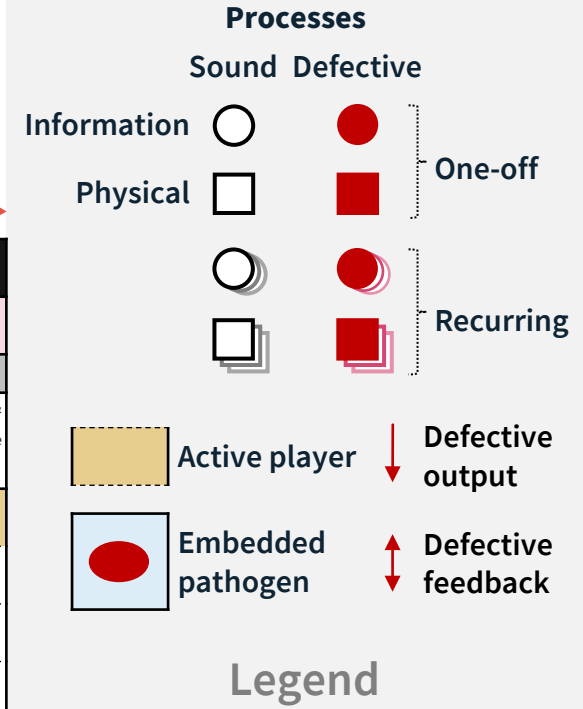 Processes
Sound Defective
Information
One-off
Physical
Recurring
Active player
Defective
output
Embedded
pathogen
Defective
feedback
Legend